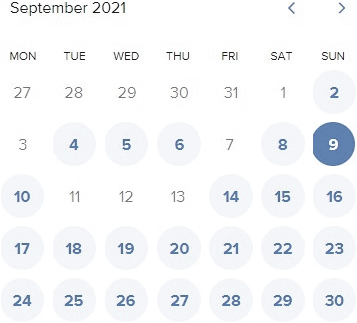 September 2021
MON TUE WED THU FRI SAT SUN
27 28 29 30 31 1 2
3 4 5 6 7 8 9
10 11 12 13 14 15 16
17 18 19 20 21 22 23
24 25 26 27 28 29 30